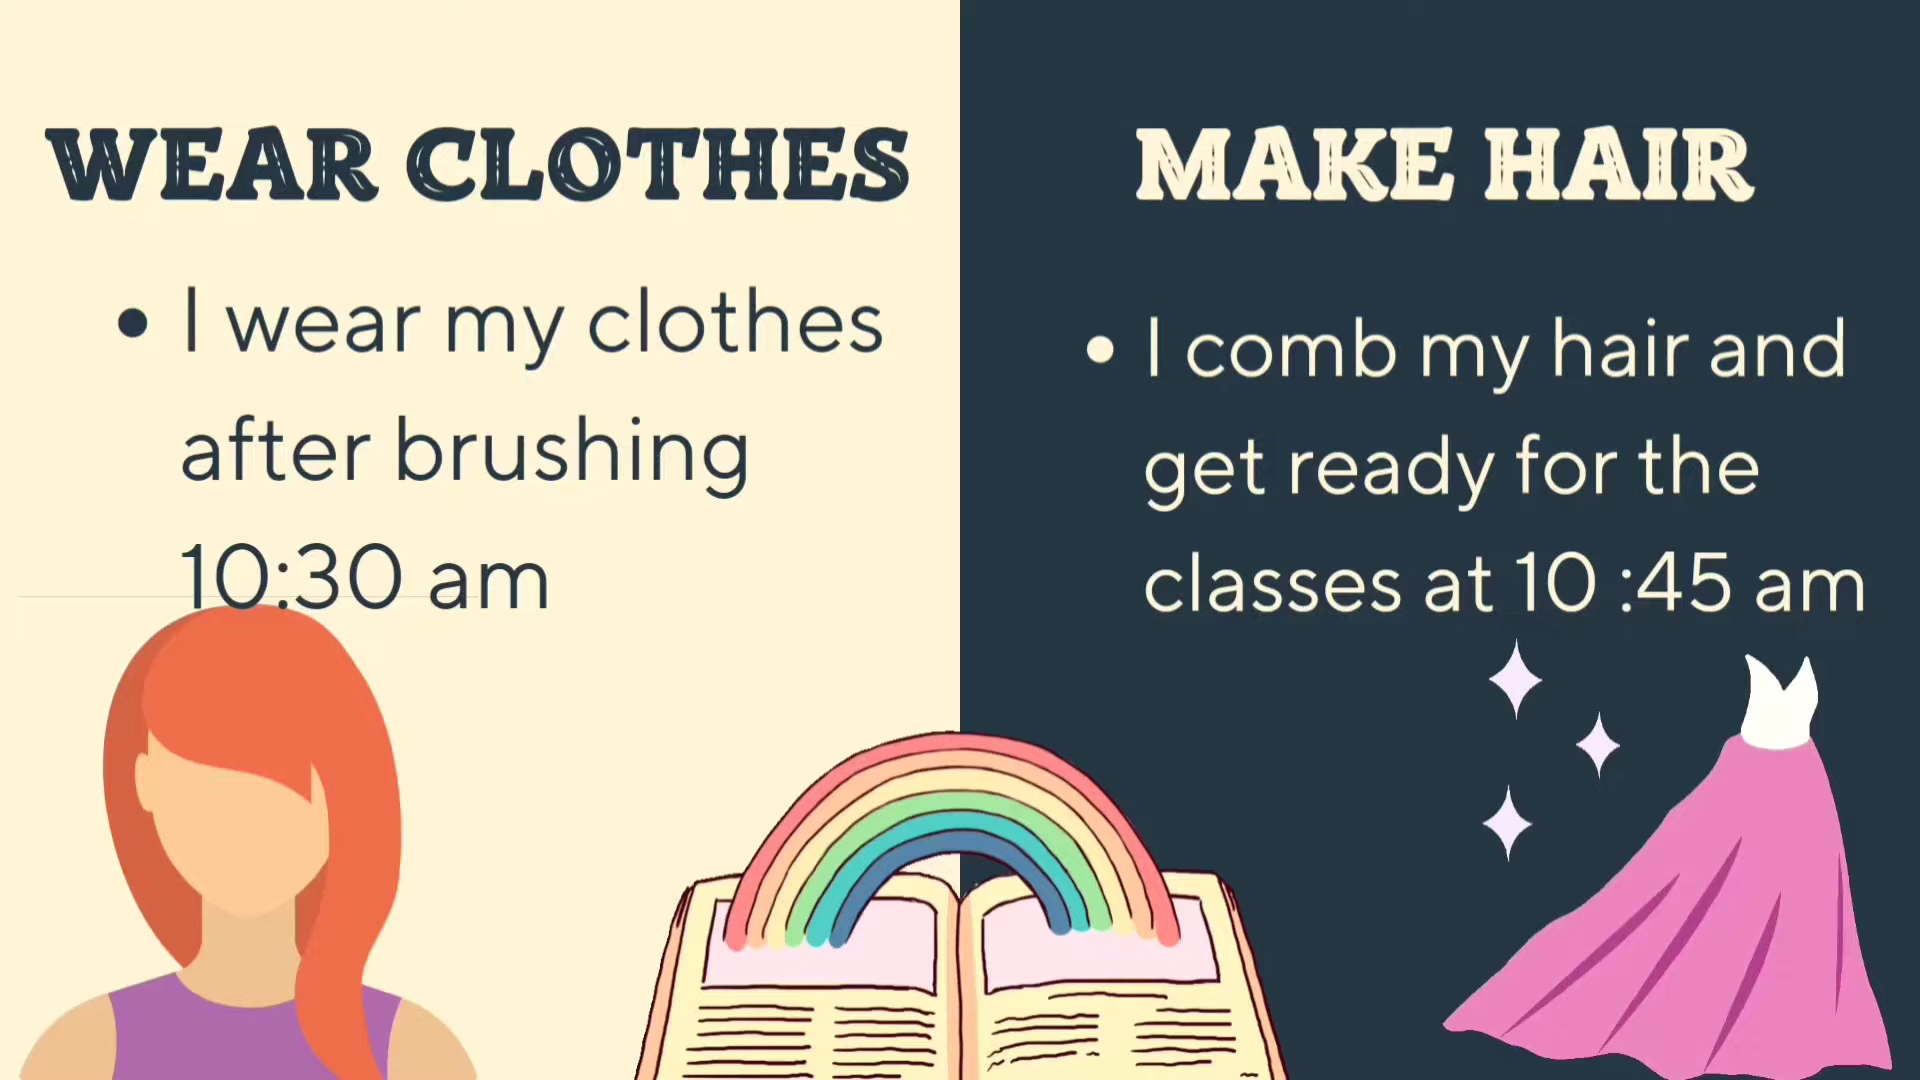 WEAR CLOTHES
• I wear my clothes
after brushing
10:30 am
MAKE HAIR
• I comb my hair and
get ready for the
classes at 10 :45 am